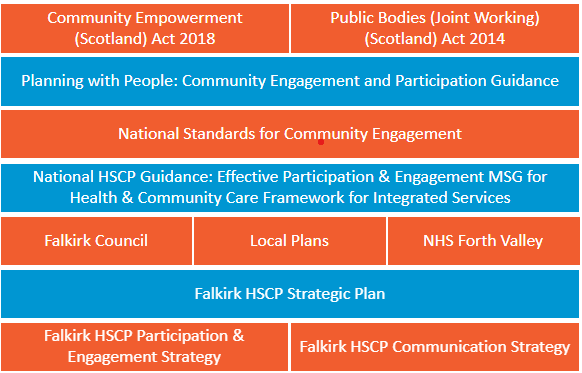 Community Empowerment
(Scotland) Act 2018
Public Bodies (Joint Working)
(Scotland) Act 2014
Planning with People: Community Engagement and Participation Guidance
National Standards for Community Engagement
National HSCP Guidance: Effective Participation & Engagement MSG for
Health & Community Care Framework for Integrated Services
Falkirk Council
Local Plans
NHS Forth Valley
Falkirk HSCP Strategic Plan
Falkirk HSCP Participation &
Engagement Strategy
Falkirk HSCP Communication Strategy